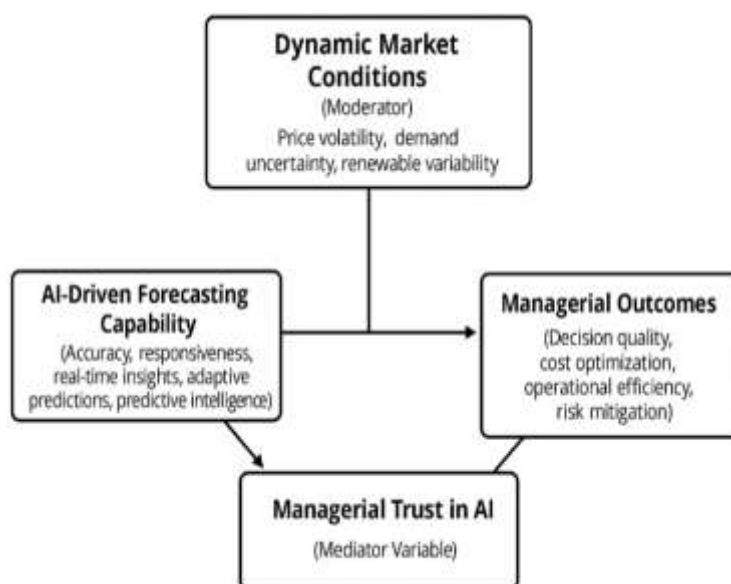 Dynamic Market
Conditions
(Moderator)
Price volatility, demand
uncertainty, renewable variability
AI-Driven Forecasting
Capability
(Accuracy, responsiveness,
real-time insights, adaptive
predictions, predictive intelligence)
Managerial Outcomes
(Decision quality,
cost optimization,
operational efficiency,
risk mitigation)
Managerial Trust in AI
(Mediator Variable)